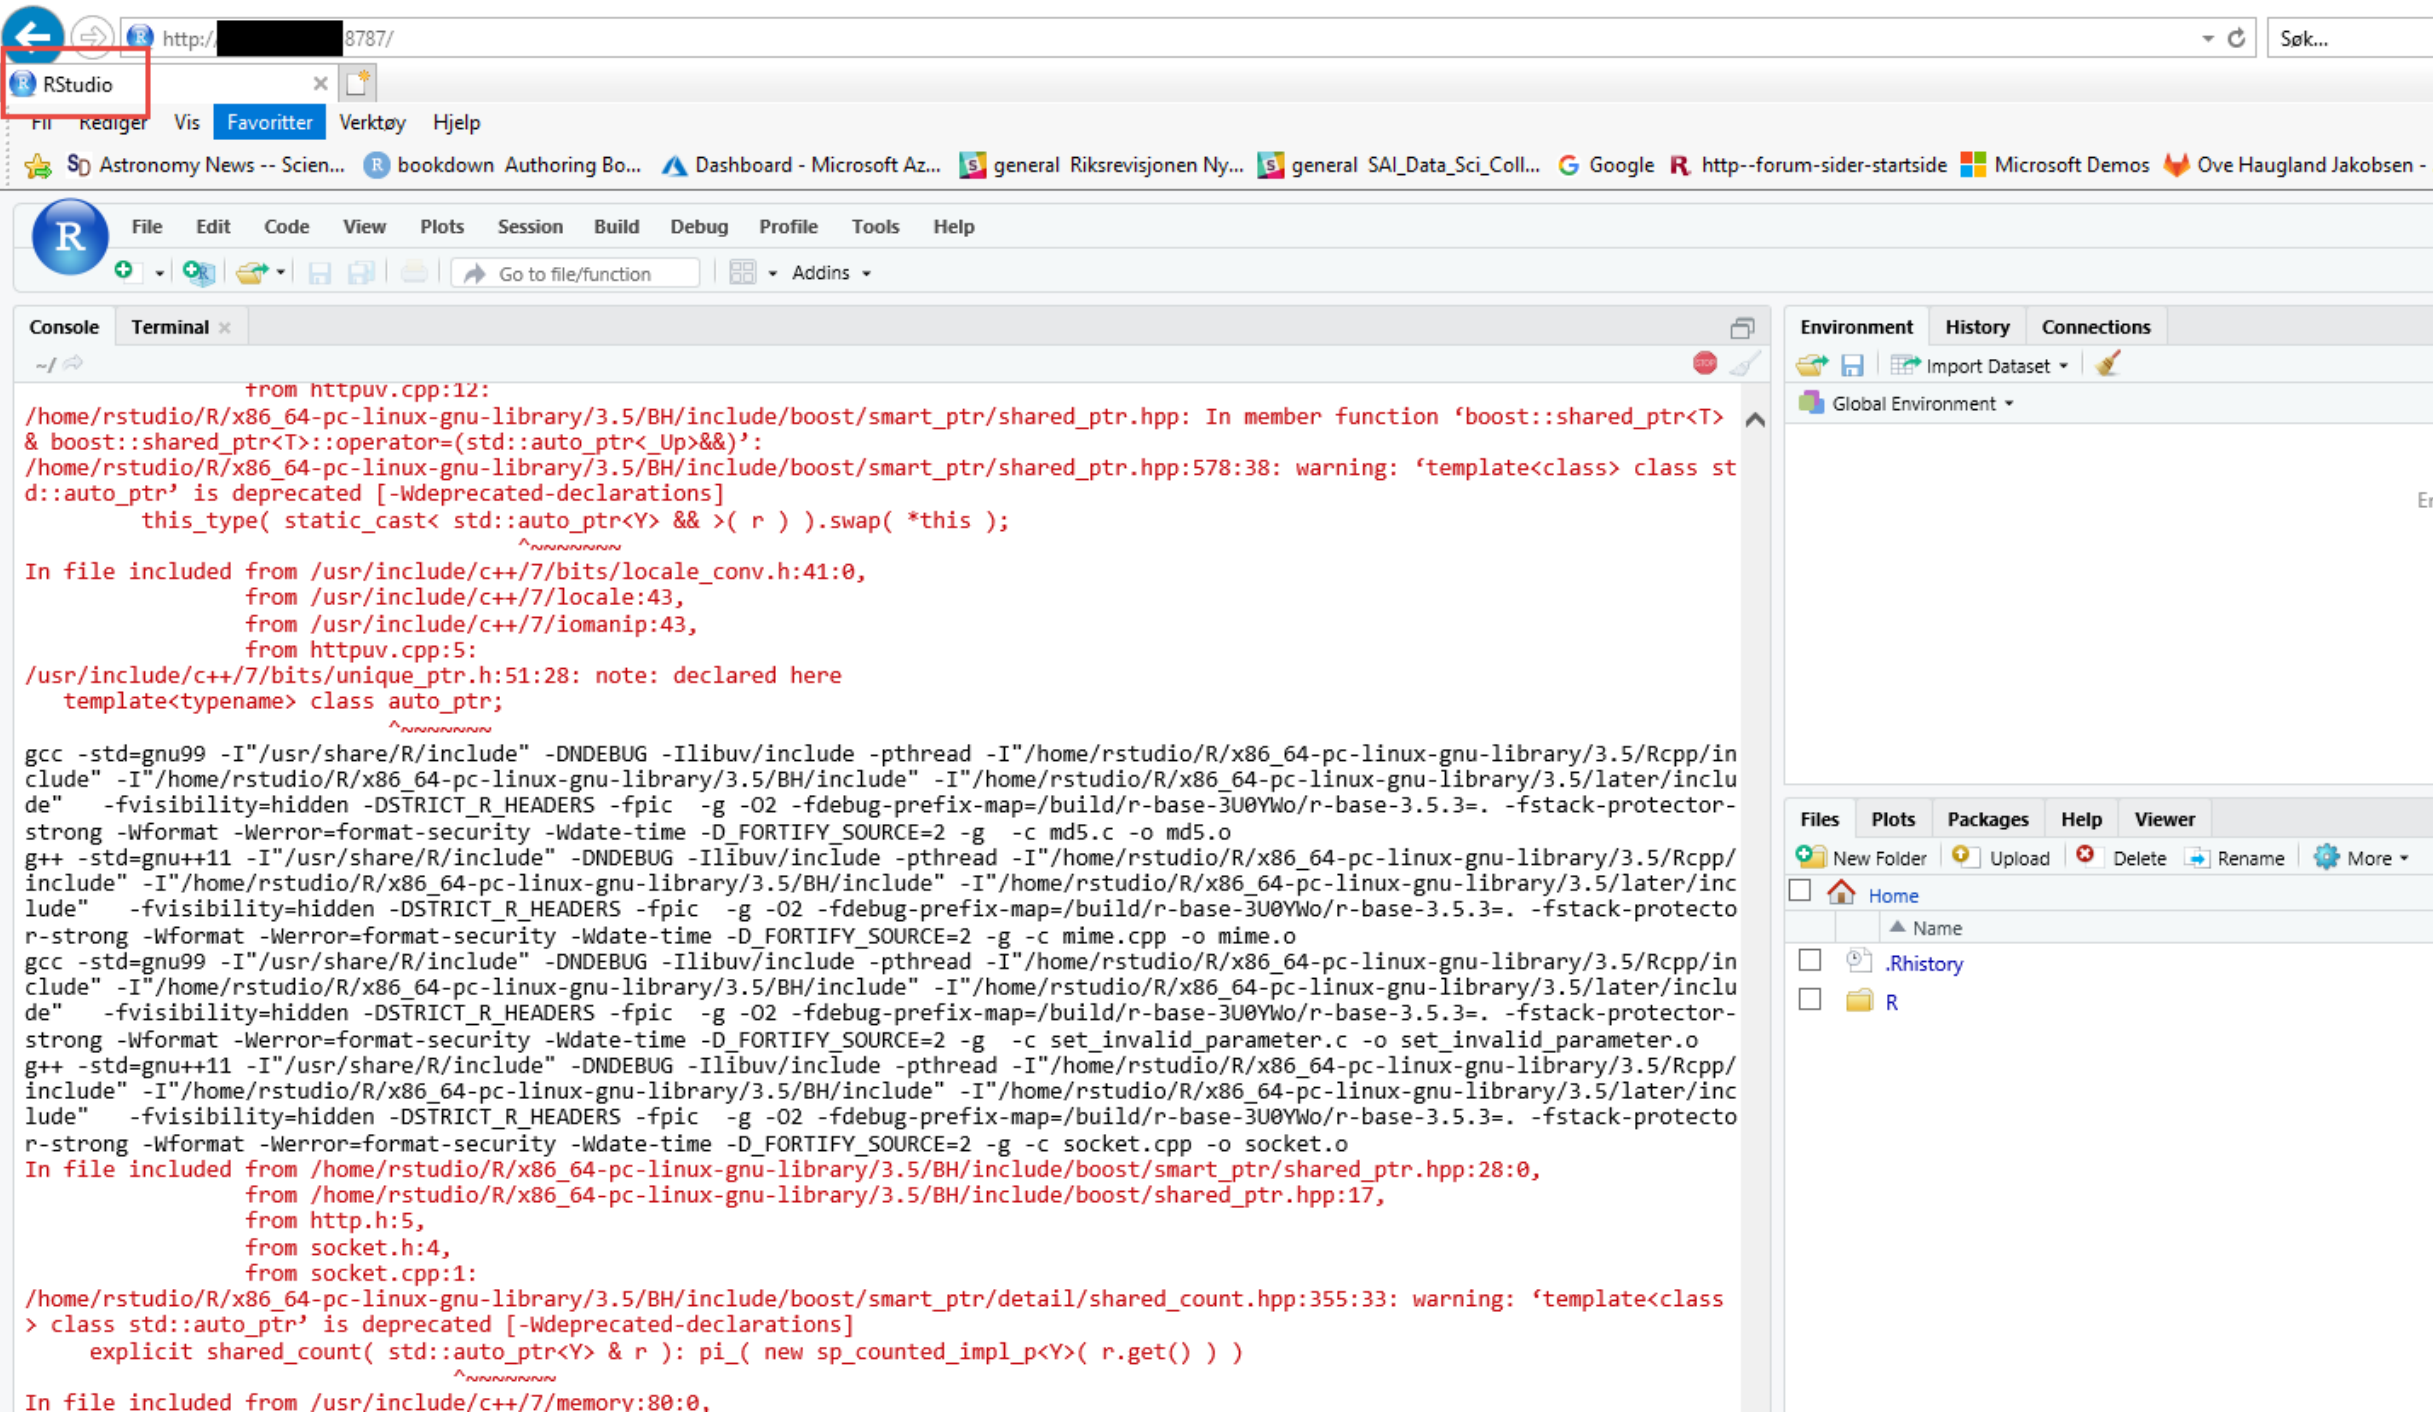 http:/ 8787/
Søk...
RStudio
Fil Rediger Vis Favoritter Verktøy Hjelp
Astronomy News -- Scien... bookdown Authoring Bo... Dashboard - Microsoft Az... general Riksrevisjonen Ny... general SAI_Data_Sci_Coll... Google http--forum-sider-startside Microsoft Demos Ove Haugland Jakobsen -
R File Edit Code View Plots Session Build Debug Profile Tools Help
Go to file/function Addins
Console Terminal
~/
from httpuv.cpp:12:
/home/rstudio/R/x86_64-pc-linux-gnu-library/3.5/BH/include/boost/smart_ptr/shared_ptr.hpp: In member function ‘boost::shared_ptr<T>
& boost::shared_ptr<T>::operator=(std::auto_ptr<_Up>&&)’:
/home/rstudio/R/x86_64-pc-linux-gnu-library/3.5/BH/include/boost/smart_ptr/shared_ptr.hpp:578:38: warning: ‘template<class> class st
d::auto_ptr’ is deprecated [-Wdeprecated-declarations]
this_type( static_cast< std::auto_ptr<Y> && >( r ) ).swap( *this );
^~~~~~~~
In file included from /usr/include/c++/7/bits/locale_conv.h:41:0,
from /usr/include/c++/7/locale:43,
from /usr/include/c++/7/iomanip:43,
from httpuv.cpp:5:
/usr/include/c++/7/bits/unique_ptr.h:51:28: note: declared here
template<typename> class auto_ptr;
^~~~~~~~
gcc -std=gnu99 -I"/usr/share/R/include" -DNDEBUG -Ilibuv/include -pthread -I"/home/rstudio/R/x86_64-pc-linux-gnu-library/3.5/Rcpp/in
clude" -I"/home/rstudio/R/x86_64-pc-linux-gnu-library/3.5/BH/include" -I"/home/rstudio/R/x86_64-pc-linux-gnu-library/3.5/later/inclu
de" -fvisibility=hidden -DSTRICT_R_HEADERS -fpic -g -O2 -fdebug-prefix-map=/build/r-base-3U0YWo/r-base-3.5.3=. -fstack-protector-
strong -Wformat -Werror=format-security -Wdate-time -D_FORTIFY_SOURCE=2 -g -c md5.c -o md5.o
g++ -std=gnu++11 -I"/usr/share/R/include" -DNDEBUG -Ilibuv/include -pthread -I"/home/rstudio/R/x86_64-pc-linux-gnu-library/3.5/Rcpp/
include" -I"/home/rstudio/R/x86_64-pc-linux-gnu-library/3.5/BH/include" -I"/home/rstudio/R/x86_64-pc-linux-gnu-library/3.5/later/inc
lude" -fvisibility=hidden -DSTRICT_R_HEADERS -fpic -g -O2 -fdebug-prefix-map=/build/r-base-3U0YWo/r-base-3.5.3=. -fstack-protecto
r-strong -Wformat -Werror=format-security -Wdate-time -D_FORTIFY_SOURCE=2 -g -c mime.cpp -o mime.o
gcc -std=gnu99 -I"/usr/share/R/include" -DNDEBUG -Ilibuv/include -pthread -I"/home/rstudio/R/x86_64-pc-linux-gnu-library/3.5/Rcpp/in
clude" -I"/home/rstudio/R/x86_64-pc-linux-gnu-library/3.5/BH/include" -I"/home/rstudio/R/x86_64-pc-linux-gnu-library/3.5/later/inclu
de" -fvisibility=hidden -DSTRICT_R_HEADERS -fpic -g -O2 -fdebug-prefix-map=/build/r-base-3U0YWo/r-base-3.5.3=. -fstack-protector-
strong -Wformat -Werror=format-security -Wdate-time -D_FORTIFY_SOURCE=2 -g -c set_invalid_parameter.c -o set_invalid_parameter.o
g++ -std=gnu++11 -I"/usr/share/R/include" -DNDEBUG -Ilibuv/include -pthread -I"/home/rstudio/R/x86_64-pc-linux-gnu-library/3.5/Rcpp/
include" -I"/home/rstudio/R/x86_64-pc-linux-gnu-library/3.5/BH/include" -I"/home/rstudio/R/x86_64-pc-linux-gnu-library/3.5/later/inc
lude" -fvisibility=hidden -DSTRICT_R_HEADERS -fpic -g -O2 -fdebug-prefix-map=/build/r-base-3U0YWo/r-base-3.5.3=. -fstack-protecto
r-strong -Wformat -Werror=format-security -Wdate-time -D_FORTIFY_SOURCE=2 -g -c socket.cpp -o socket.o
In file included from /home/rstudio/R/x86_64-pc-linux-gnu-library/3.5/BH/include/boost/smart_ptr/shared_ptr.hpp:28:0,
from /home/rstudio/R/x86_64-pc-linux-gnu-library/3.5/BH/include/boost/shared_ptr.hpp:17,
from http.h:5,
from socket.h:4,
from socket.cpp:1:
/home/rstudio/R/x86_64-pc-linux-gnu-library/3.5/BH/include/boost/smart_ptr/detail/shared_count.hpp:355:33: warning: ‘template<class
> class std::auto_ptr’ is deprecated [-Wdeprecated-declarations]
explicit shared_count( std::auto_ptr<Y> & r ): pi_( new sp_counted_impl_p<Y>( r.get() ) )
^~~~~~~~
In file included from /usr/include/c++/7/memory:80:0,
Environment History Connections
Import Dataset
Global Environment
En
Files Plots Packages Help Viewer
New Folder Upload Delete Rename More
Home
Name
.Rhistory
R